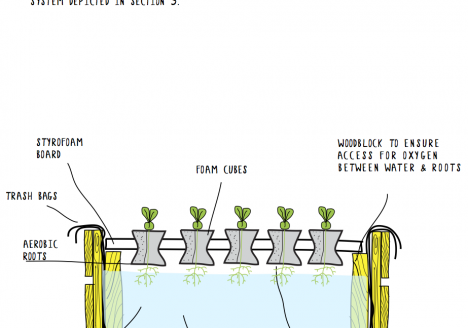 SYSTEM DEPICTED IN SECTION 3.
STYROFOAM
BOARD
WOODBLOCK TO ENSURE
ACCESS FOR OXYGEN
BETWEEN WATER & ROOTS
FOAM CUBES
TRASH BAGS
AEROBIC
ROOTS